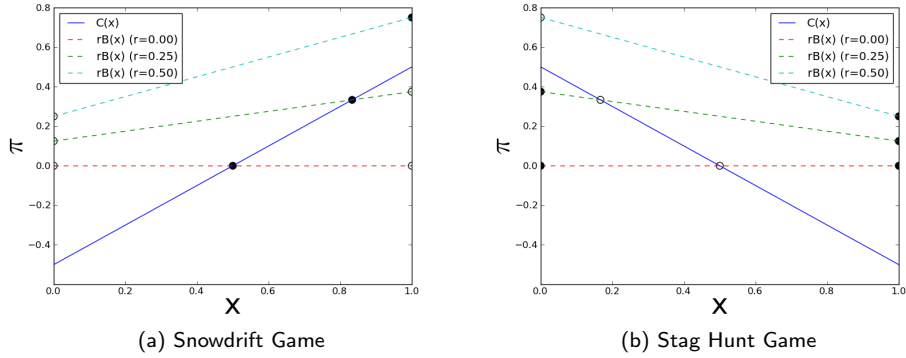 0.8
0.6
0.4
0.2
0.0
−0.2
−0.4
π
C(x)
rB(x) (r=0.00)
rB(x) (r=0.25)
rB(x) (r=0.50)
0.0 0.2 0.4 0.6 0.8 1.0
x
(a) Snowdrift Game
0.8
0.6
0.4
0.2
0.0
−0.2
−0.4
π
C(x)
rB(x) (r=0.00)
rB(x) (r=0.25)
rB(x) (r=0.50)
0.0 0.2 0.4 0.6 0.8 1.0
x
(b) Stag Hunt Game